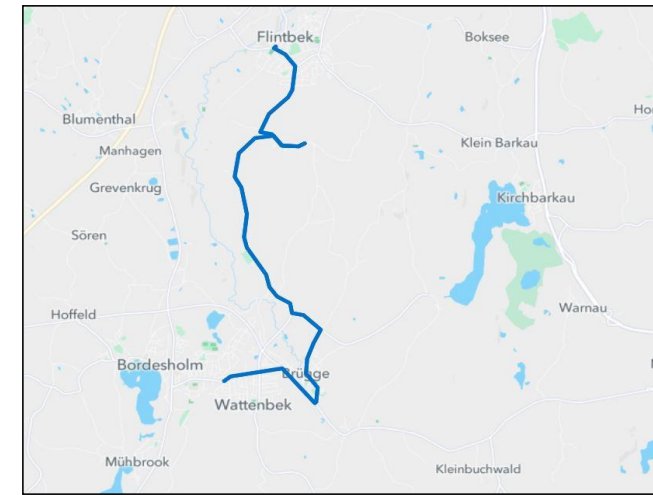 Flintbek
Boksee
Blumenthal
Klein Barkau
Manhagen
Grevenkrug
Kirchbarkau
Sören
Warnau
Hoffeld
Bordesholm
Brügge
Wattenbek
Mühbrook
Kleinbuchwald